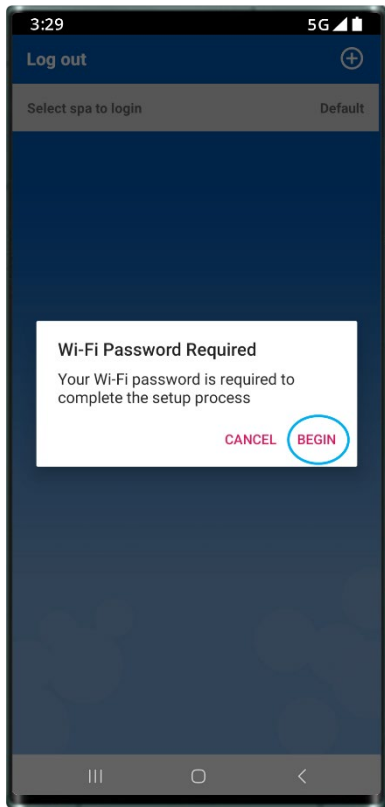 3:29 5G
Log out
Select spa to login Default
Wi-Fi Password Required
Your Wi-Fi password is required to
complete the setup process
CANCEL BEGIN